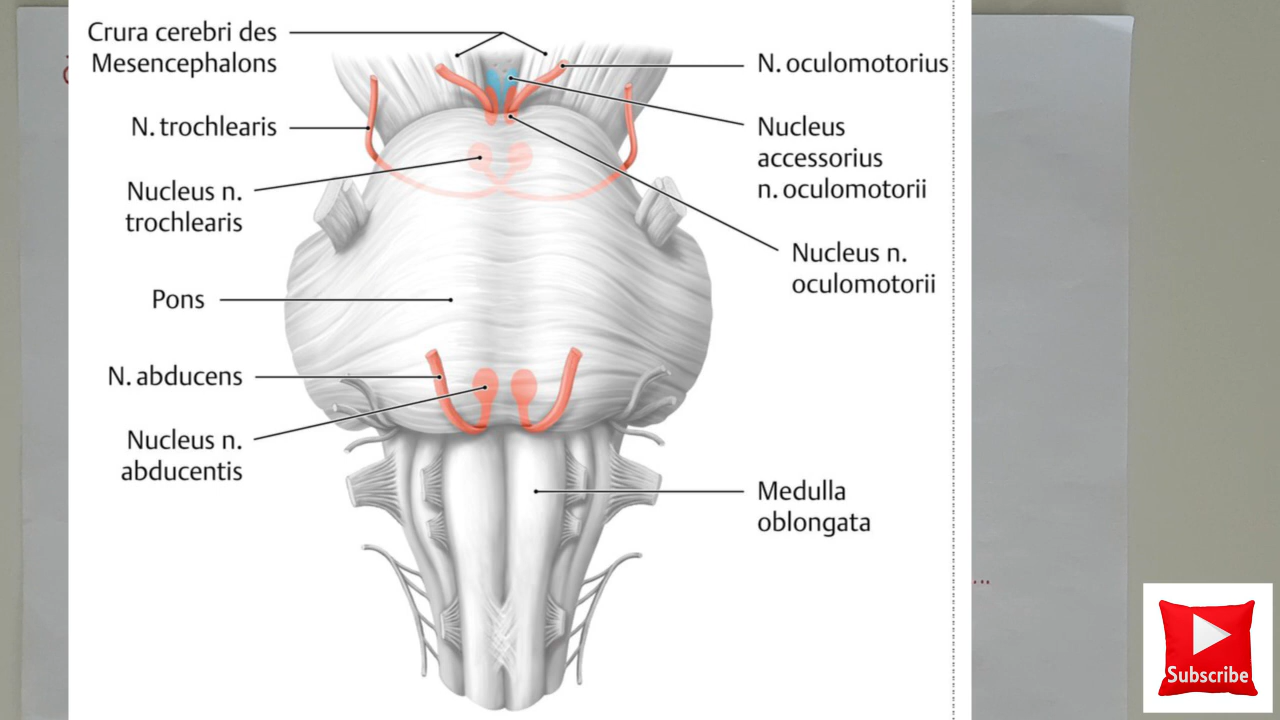 Crura cerebri des
Mesencephalons
N. trochlearis
Nucleus n.
trochlearis
Pons
N. abducens
Nucleus n.
abducentis
N. oculomotorius
Nucleus
accessorius
n. oculomotorii
Nucleus n.
oculomotorii
Medulla
oblongata
Subscribe